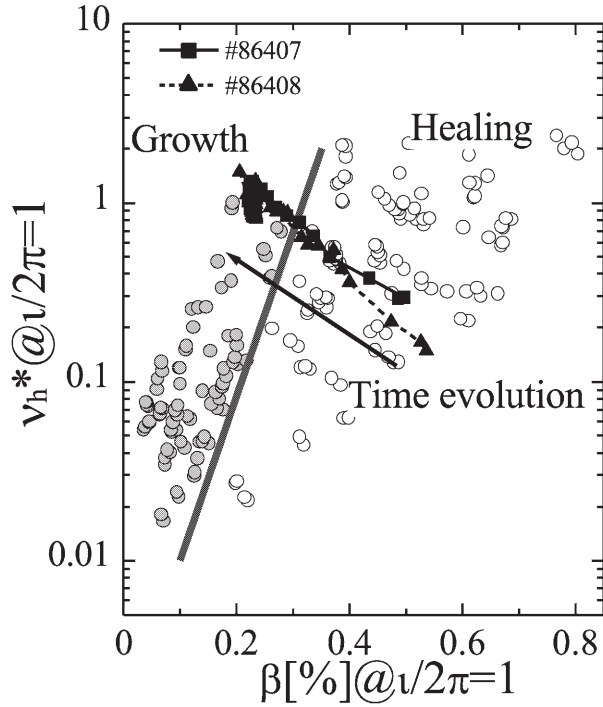 10
#86407
#86408
Growth
Healing
1
0.1
Time evolution
0.01
νh*@ι/2π=1
0 0.2 0.4 0.6 0.8
β[%]@ι/2π=1